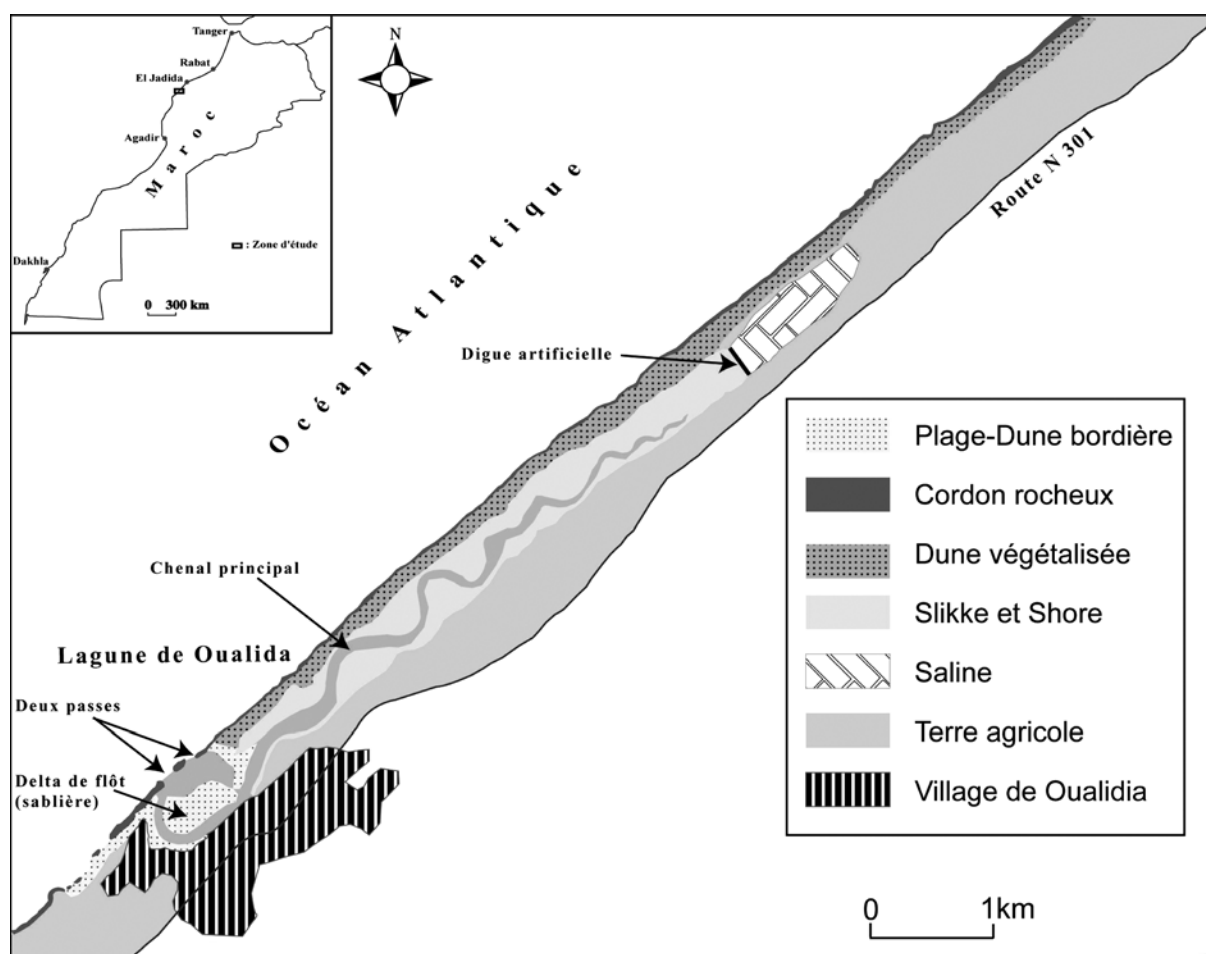 Tanger
Rabat
El Jadida
Agadir
Maroc
Dakhla
: Zone d'étude
0 300 km
N
Océan Atlantique
Route N 301
Digue artificielle
Chenal principal
Lagune de Oualida
Deux passes
Delta de flôt
(sablière)
Plage-Dune bordière
Cordon rocheux
Dune végétalisée
Slikke et Shore
Saline
Terre agricole
Village de Oualidia
0 1km